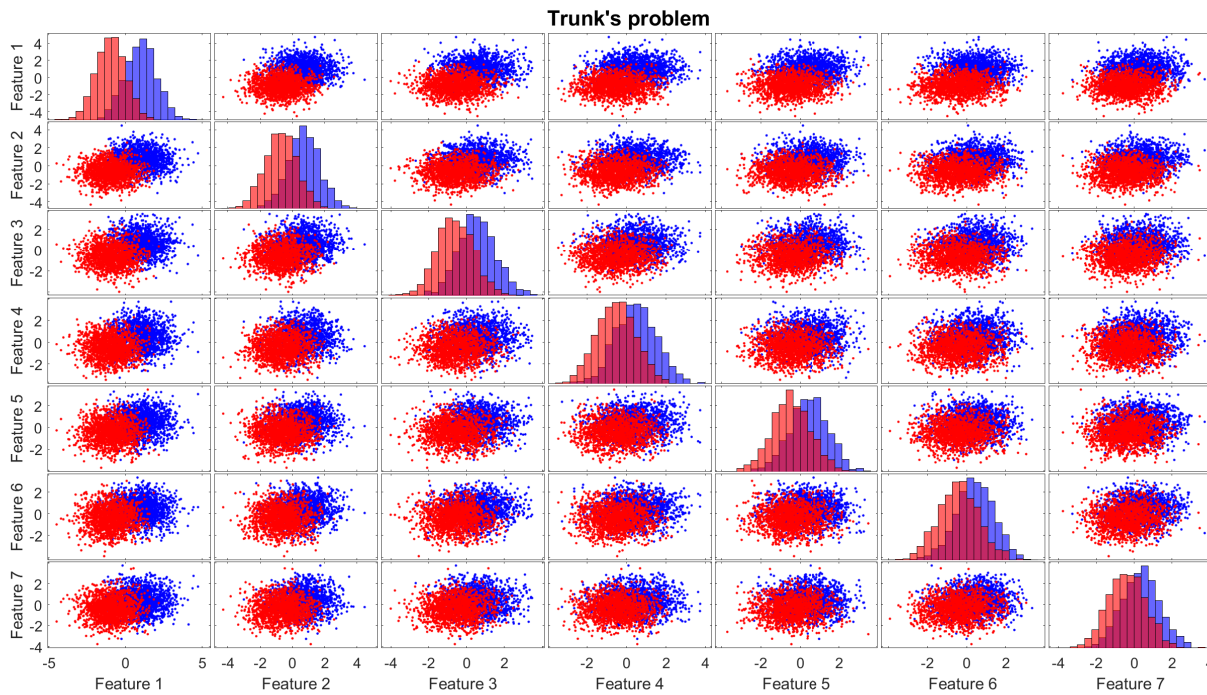 Trunk's problem
Feature 1
4
2
0
-2
-4
Feature 2
4
2
0
-2
-4
Feature 3
2
0
-2
Feature 4
2
0
-2
Feature 5
2
0
-2
Feature 6
2
0
-2
Feature 7
2
0
-2
-4
-5 0 5 -4 -2 0 2 4 -4 -2 0 2 -2 0 2 4 -2 0 2 -2 0 2 -4 -2 0 2 4
Feature 1 Feature 2 Feature 3 Feature 4 Feature 5 Feature 6 Feature 7